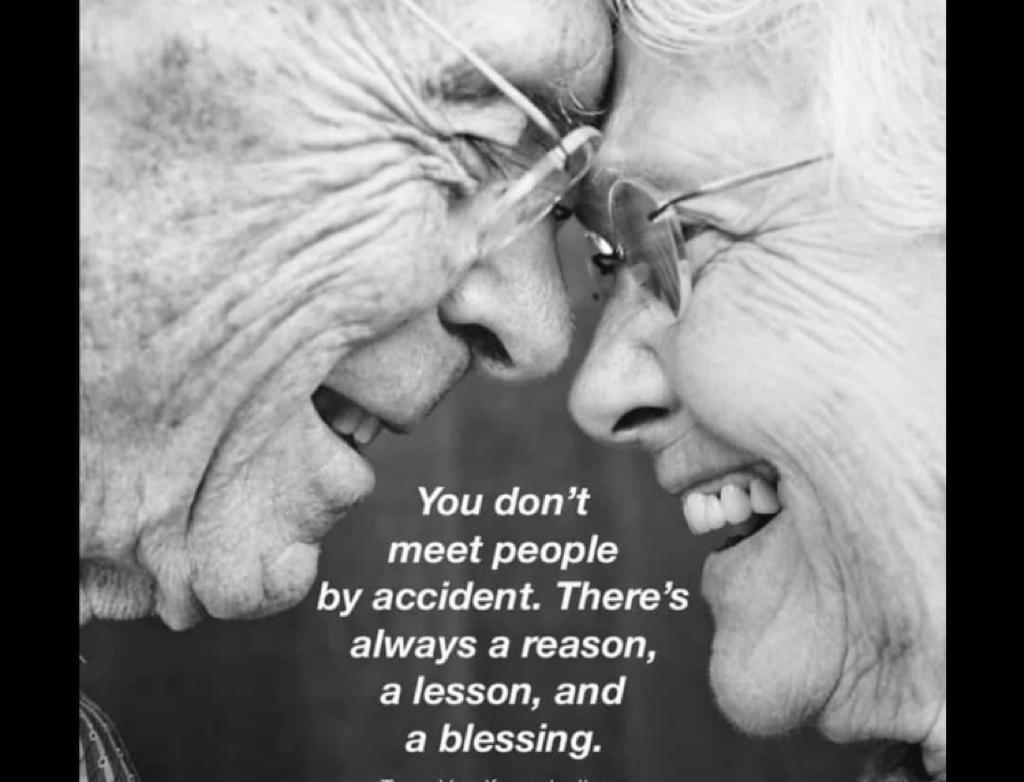 You don't
meet people
by accident. There's
always a reason,
a lesson, and
a blessing.